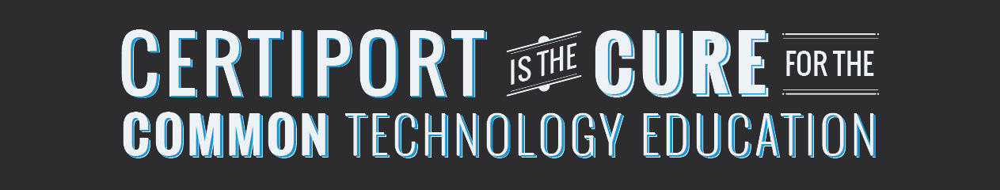 CERTIPORT IS THE CURE FOR THE
COMMON TECHNOLOGY EDUCATION